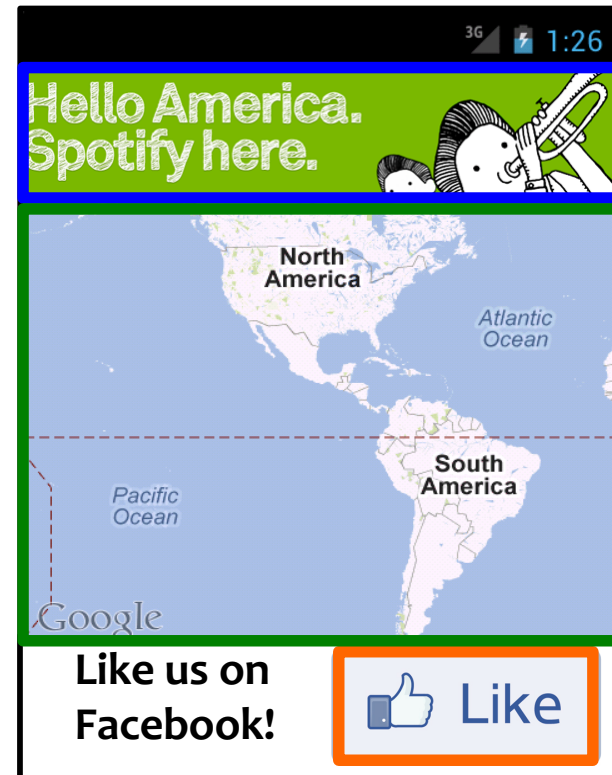 3G 1:26
Hello America.
Spotify here.
North
America
Atlantic
Ocean
South
America
Pacific
Ocean
Google
Like us on
Facebook!
Like